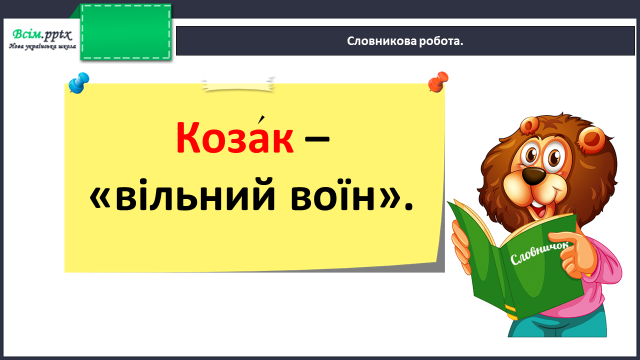 Всім.pptx
Нова українська школа
Словникова робота.
Коза́к –
«вільний воїн».
Словничок